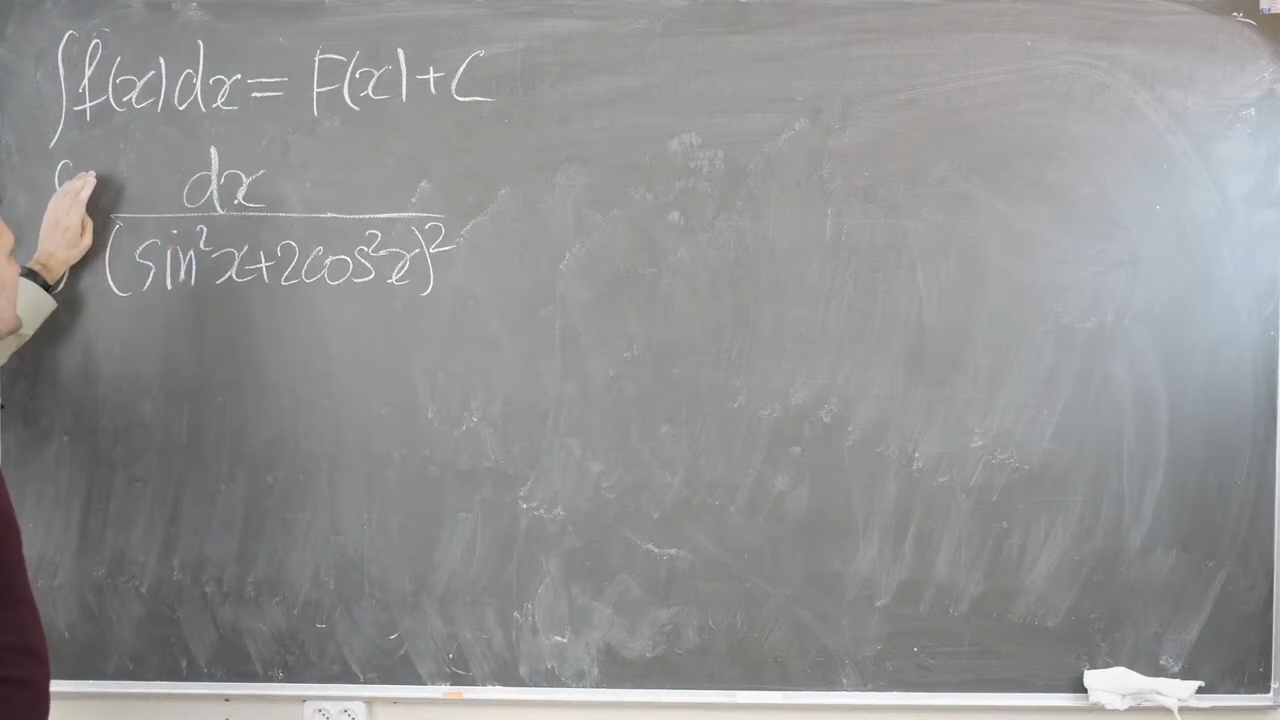 ∫f(x)dx = F(x)+C
∫ dx / (sin²x+2cos²x)²